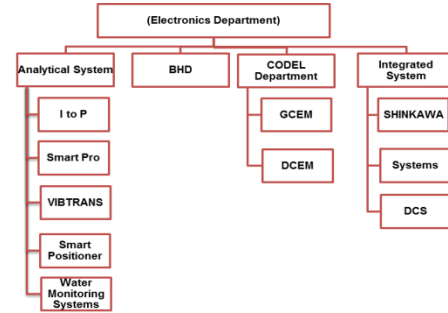 (Electronics Department)
Analytical System
BHD
CODEL
Department
Integrated
System
I to P
GCEM
SHINKAWA
Smart Pro
DCEM
Systems
VIBTRANS
DCS
Smart
Positioner
Water
Monitoring
Systems